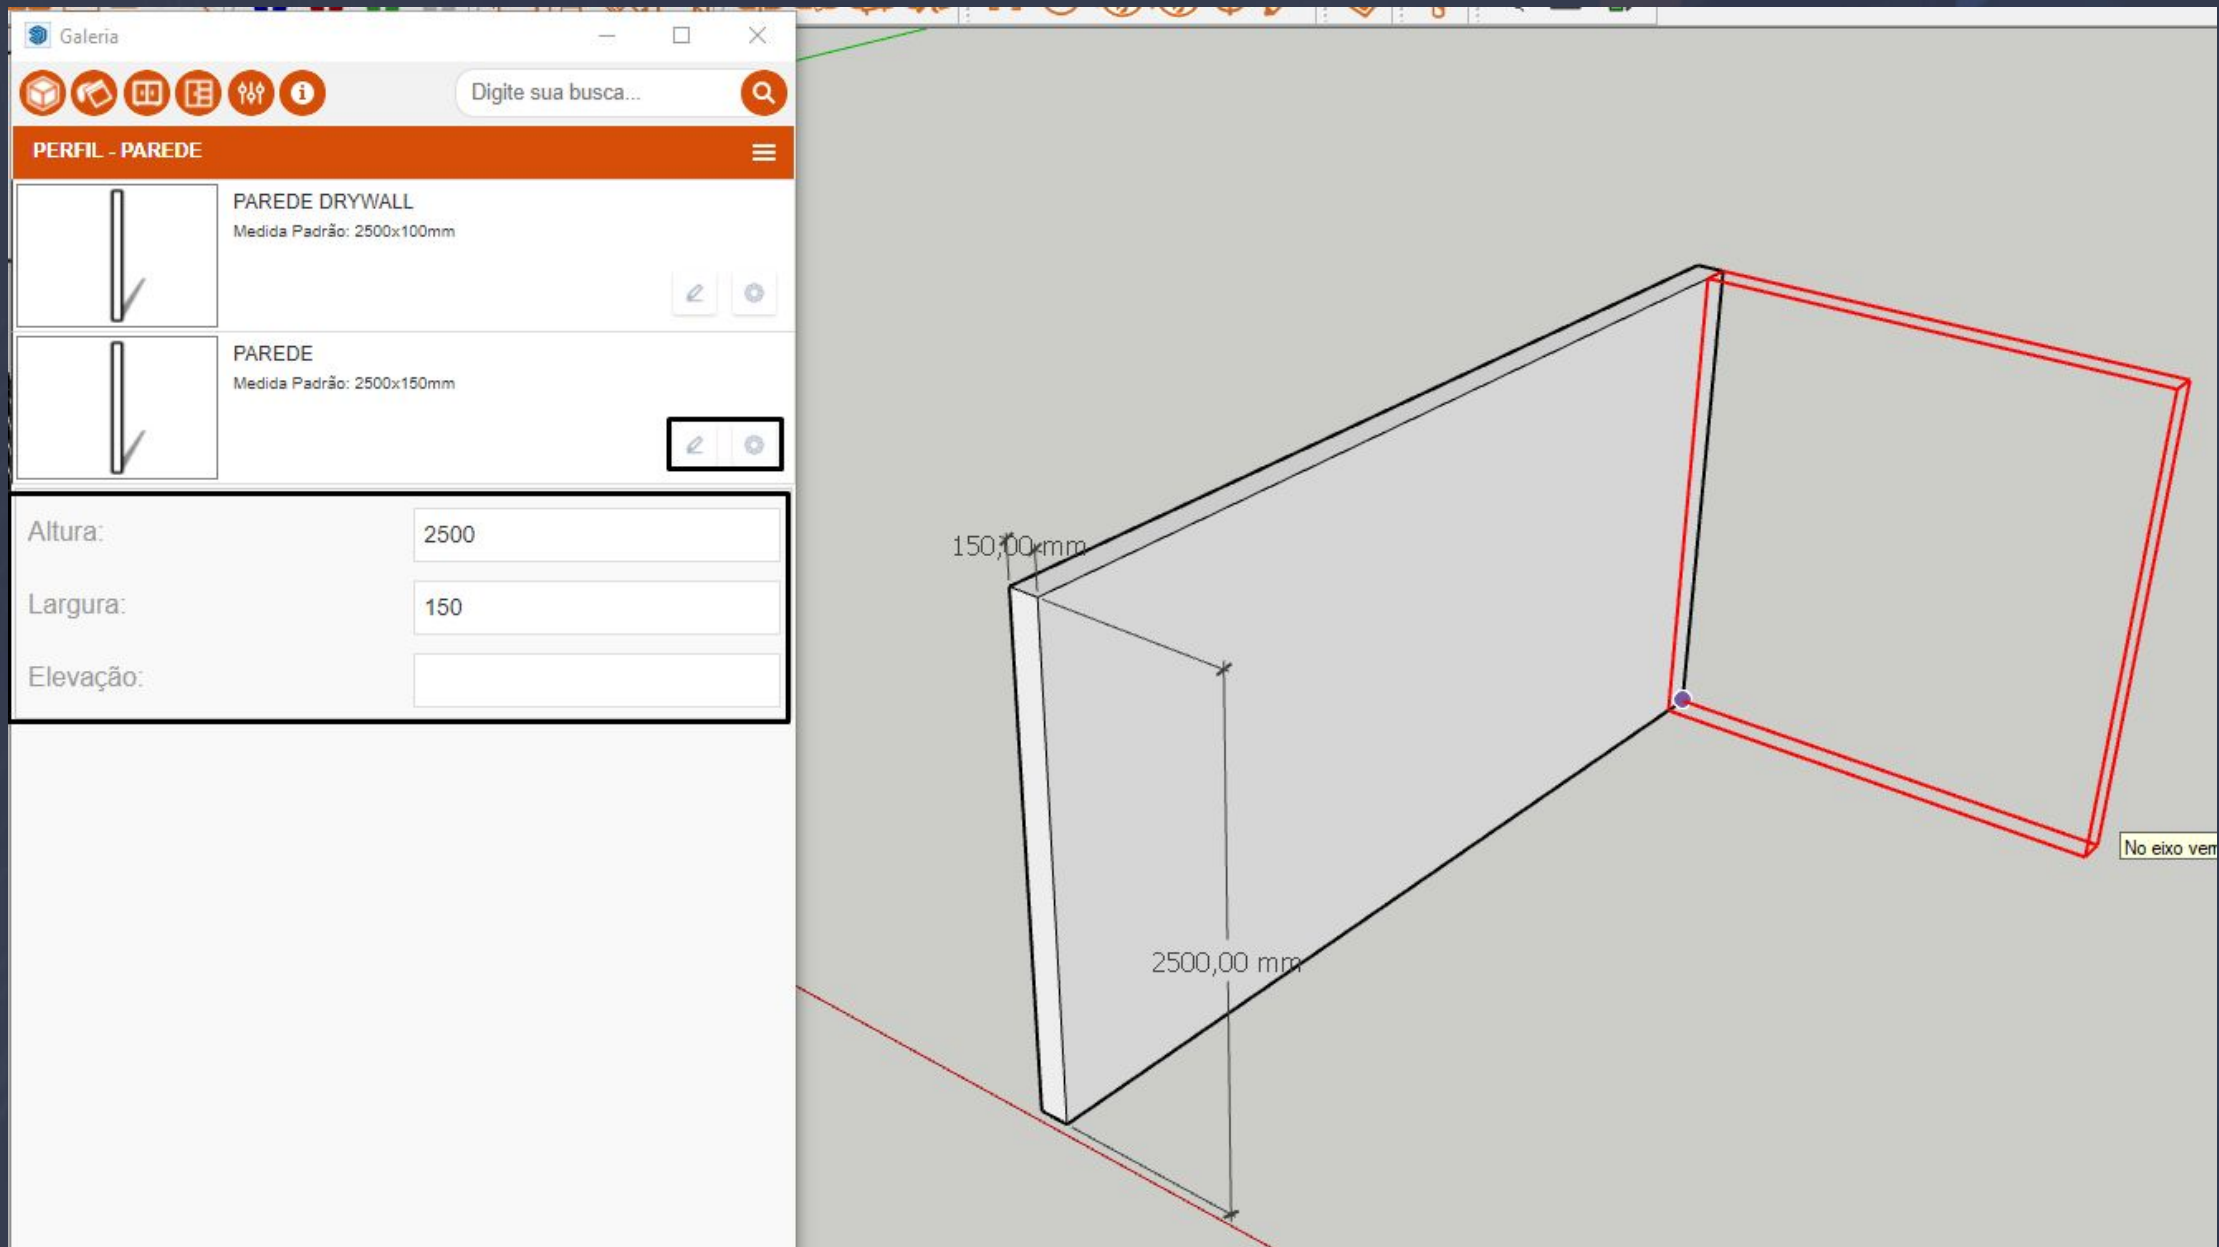 Galeria
Digite sua busca...
PERFIL - PAREDE
PAREDE DRYWALL
Medida Padrão: 2500x100mm
PAREDE
Medida Padrão: 2500x150mm
Altura:
2500
Largura:
150
Elevação:
150,00 mm
2500,00 mm
No eixo